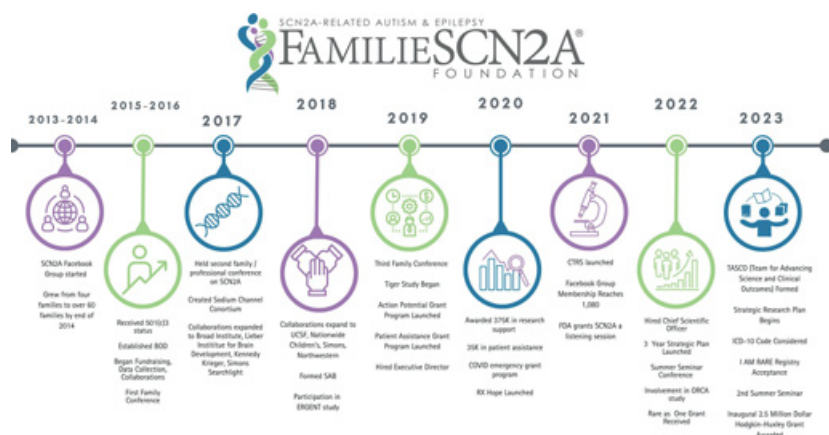 SCN2A-RELATED AUTISM & EPILEPSY
FAMILIESCN2A®
FOUNDATION
2013-2014
SCN2A Facebook
Group started
Grew from four
families to over 60
families by end of
2014
2015-2016
Received 501(c)3
status
Established BOD
Began Fundraising,
Data Collection,
Collaborations
First Family
Conference
2017
Held second family /
professional conference
on SCN2A
Created Sodium Channel
Consortium
Collaborations expanded
to Broad Institute, Lieber
for Brain
Development, Kennedy
Krieger, Simons
Searchlight
2018
Collaborations expand to
UCSF, Nationwide
Children's, Simons,
Northwestern
Formed SAB
Participation in
ERGENT study
2019
Third Family Conference
Tiger Study Began
Action Potential Grant
Program Launched
Patient Assistance Grant
Program Launched
Hired Executive Director
2020
Awarded 375K in research
support
35K in patient assistance
COVID emergency grant
program
RX Hope Launched
2021
CTRS launched
Facebook Group
Membership Reaches
1,080
FDA grants SCN2A a
listening session
2022
Hired Chief Scientific
Officer
3 Year Strategic Plan
Launched
Summer Seminar
Conference
Involvement in ORCA
study
Rare as One Grant
Received
2023
TASCO (Team for Advancing
Science and Clinical
Outcomes) Formed
Strategic Research Plan
Begins
ICD-10 Code Considered
I AM RARE Registry
Acceptance
2nd Summer Seminar
Inaugural 2.5 Million Dollar
Hodgkin-Huxley Grant